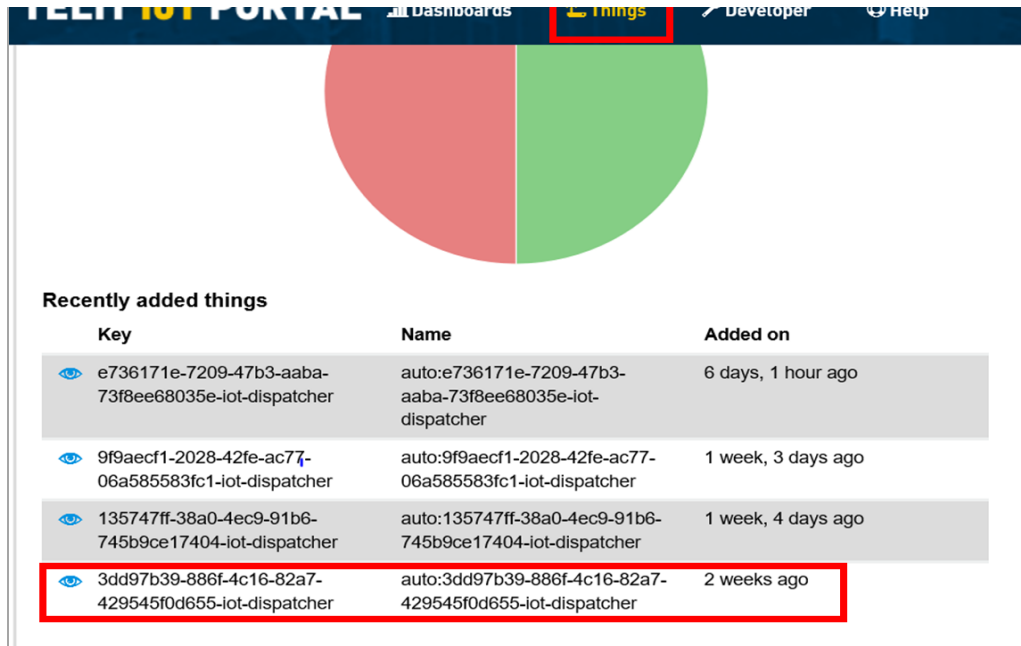 TELIT IOT PORTAL Dashboards Things Developer Help
Recently added things
Key Name Added on
e736171e-7209-47b3-aaba- auto:e736171e-7209-47b3- 6 days, 1 hour ago
73f8ee68035e-iot-dispatcher aaba-73f8ee68035e-iot-
dispatcher
9f9aecf1-2028-42fe-ac77- auto:9f9aecf1-2028-42fe-ac77- 1 week, 3 days ago
06a585583fc1-iot-dispatcher 06a585583fc1-iot-dispatcher
135747ff-38a0-4ec9-91b6- auto:135747ff-38a0-4ec9-91b6- 1 week, 4 days ago
745b9ce17404-iot-dispatcher 745b9ce17404-iot-dispatcher
3dd97b39-886f-4c16-82a7- auto:3dd97b39-886f-4c16-82a7- 2 weeks ago
429545f0d655-iot-dispatcher 429545f0d655-iot-dispatcher